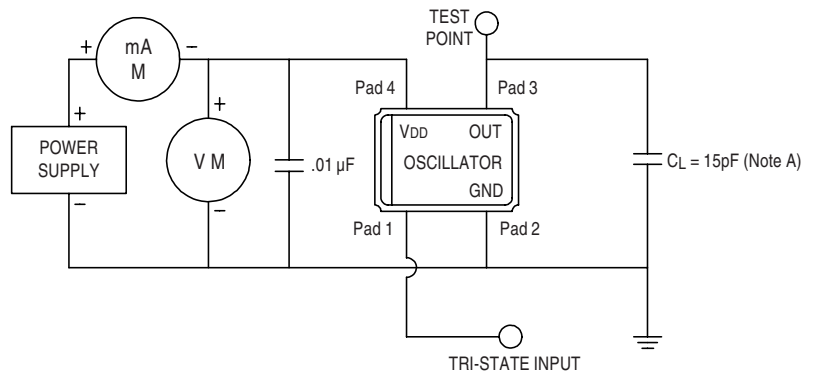 TEST
POINT
+
mA
M
−
Pad 4
Pad 3
+
POWER
SUPPLY
−
+
V M
−
.01 µF
VDD
OUT
OSCILLATOR
GND
CL = 15pF (Note A)
Pad 1
Pad 2
TRI-STATE INPUT